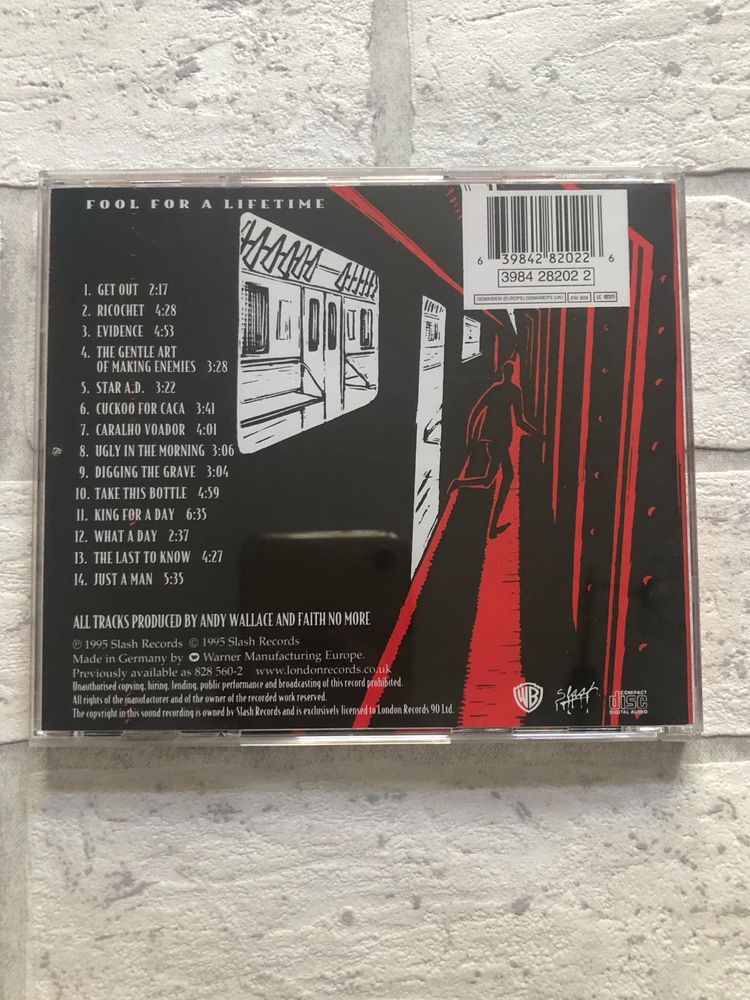 FOOL FOR A LIFETIME
6 39842 82022 6
3984 28202 2
GEMA/BIEM (EUROPE) GEMA/MCPS (UK)
1. GET OUT 2:17
2. RICOCHET 4:28
3. EVIDENCE 4:53
4. THE GENTLE ART
OF MAKING ENEMIES 3:28
5. STAR A.D. 3:22
6. CUCKOO FOR CACA 3:41
7. CARALHO VOADOR 4:01
8. UGLY IN THE MORNING 3:06
9. DIGGING THE GRAVE 3:04
10. TAKE THIS BOTTLE 4:59
11. KING FOR A DAY 6:35
12. WHAT A DAY 2:37
13. THE LAST TO KNOW 4:27
14. JUST A MAN 5:35
ALL TRACKS PRODUCED BY ANDY WALLACE AND FAITH NO MORE
℗ 1995 Slash Records © 1995 Slash Records
Made in Germany by Warner Manufacturing Europe.
Previously available as 828 560-2 www.londonrecords.co.uk
Unauthorised copying, hiring, lending, public performance and broadcasting of this record prohibited.
All rights of the manufacturer and of the owner of the recorded work reserved.
The copyright in this sound recording is owned by Slash Records and is exclusively licensed to London Records 90 Ltd.
WB
Slash
COMPACT
disc
DIGITAL AUDIO